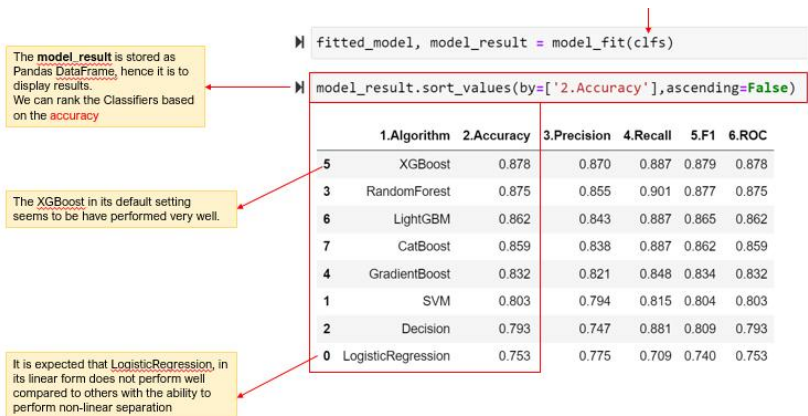 fitted_model, model_result = model_fit(clfs)
The model_result is stored as
Pandas DataFrame, hence it is to
display results.
We can rank the Classifiers based
on the accuracy
model_result.sort_values(by=['2.Accuracy'],ascending=False)
1.Algorithm 2.Accuracy 3.Precision 4.Recall 5.F1 6.ROC
5 XGBoost 0.878 0.870 0.887 0.879 0.878
3 RandomForest 0.875 0.855 0.901 0.877 0.875
The XGBoost in its default setting
seems to be have performed very well.
6 LightGBM 0.862 0.843 0.887 0.865 0.862
7 CatBoost 0.859 0.838 0.887 0.862 0.859
4 GradientBoost 0.832 0.821 0.848 0.834 0.832
1 SVM 0.803 0.794 0.815 0.804 0.803
2 Decision 0.793 0.747 0.881 0.809 0.793
0 LogisticRegression 0.753 0.775 0.709 0.740 0.753
It is expected that LogisticRegression, in
its linear form does not perform well
compared to others with the ability to
perform non-linear separation